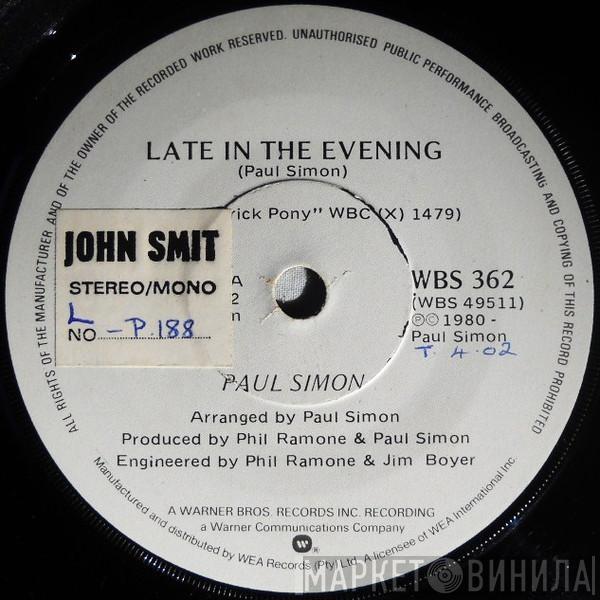 ALL RIGHTS OF THE MANUFACTURER AND OF THE OWNER OF THE RECORDED WORK RESERVED. UNAUTHORISED PUBLIC PERFORMANCE BROADCASTING AND COPYING OF THIS RECORD PROHIBITED
LATE IN THE EVENING
(Paul Simon)
rick Pony" WBC (X) 1479)
JOHN SMIT
STEREO/MONO
L
NO - P.188
A
2
WBS 362
(WBS 49511)
℗© 1980 -
Paul Simon
T. 4.02
PAUL SIMON
Arranged by Paul Simon
Produced by Phil Ramone & Paul Simon
Engineered by Phil Ramone & Jim Boyer
A WARNER BROS. RECORDS INC. RECORDING
a Warner Communications Company
Manufactured and distributed by WEA Records (Pty) Ltd. A licensee of WEA International Inc.
W ®
МАРКЕТ ВИНИЛА